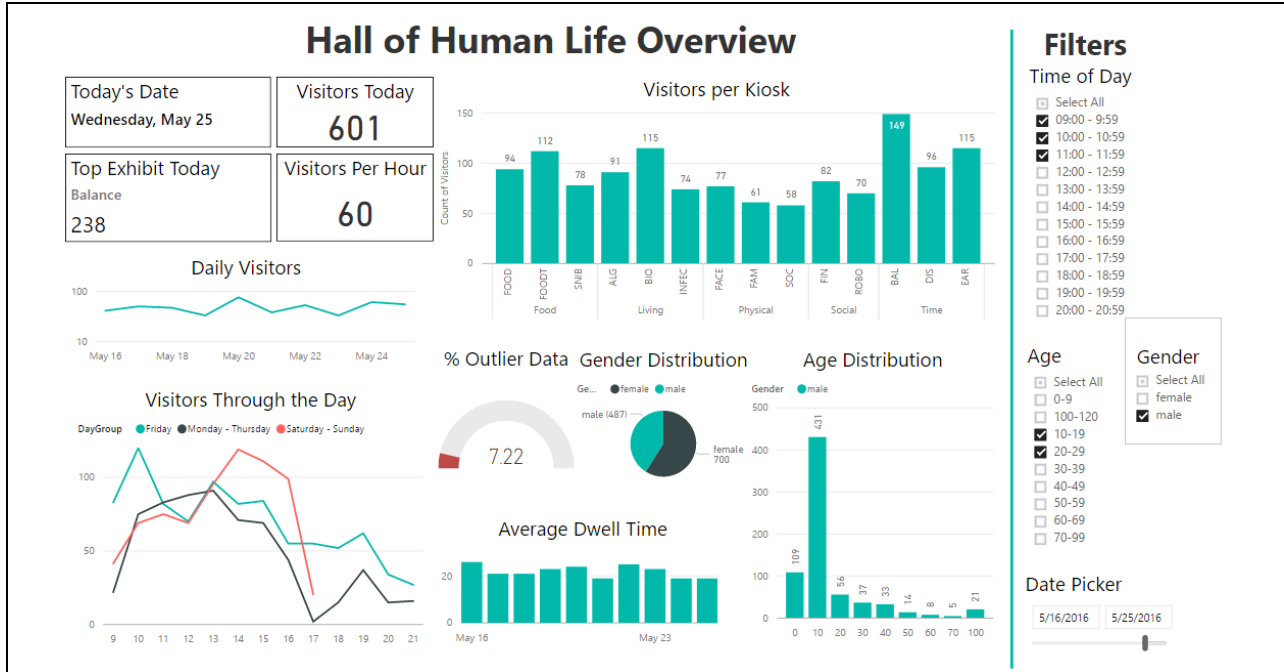 Hall of Human Life Overview
Today's Date
Wednesday, May 25
Visitors Today
601
Top Exhibit Today
Balance
238
Visitors Per Hour
60
Visitors per Kiosk
Count of Visitors
150
100
50
0
94
112
78
91
115
74
77
61
58
82
70
149
96
115
FOOD
FOODT
SNIB
ALG
BIO
INFEC
FACE
FAM
SOC
FIN
ROBO
BAL
DIS
EAR
Food
Living
Physical
Social
Time
Daily Visitors
100
10
May 16
May 18
May 20
May 22
May 24
Visitors Through the Day
DayGroup Friday Monday - Thursday Saturday - Sunday
100
50
0
9 10 11 12 13 14 15 16 17 18 19 20 21
% Outlier Data
7.22
Gender Distribution
Ge... female male
male (487)
female
700
Average Dwell Time
20
0
May 16
May 23
Age Distribution
Gender male
500
400
300
200
100
0
109
431
56
37
33
14
8
5
21
0 10 20 30 40 50 60 70 100
Filters
Time of Day
Select All
09:00 - 9:59
10:00 - 10:59
11:00 - 11:59
12:00 - 12:59
13:00 - 13:59
14:00 - 14:59
15:00 - 15:59
16:00 - 16:59
17:00 - 17:59
18:00 - 18:59
19:00 - 19:59
20:00 - 20:59
Age
Select All
0-9
100-120
10-19
20-29
30-39
40-49
50-59
60-69
70-99
Gender
Select All
female
male
Date Picker
5/16/2016
5/25/2016